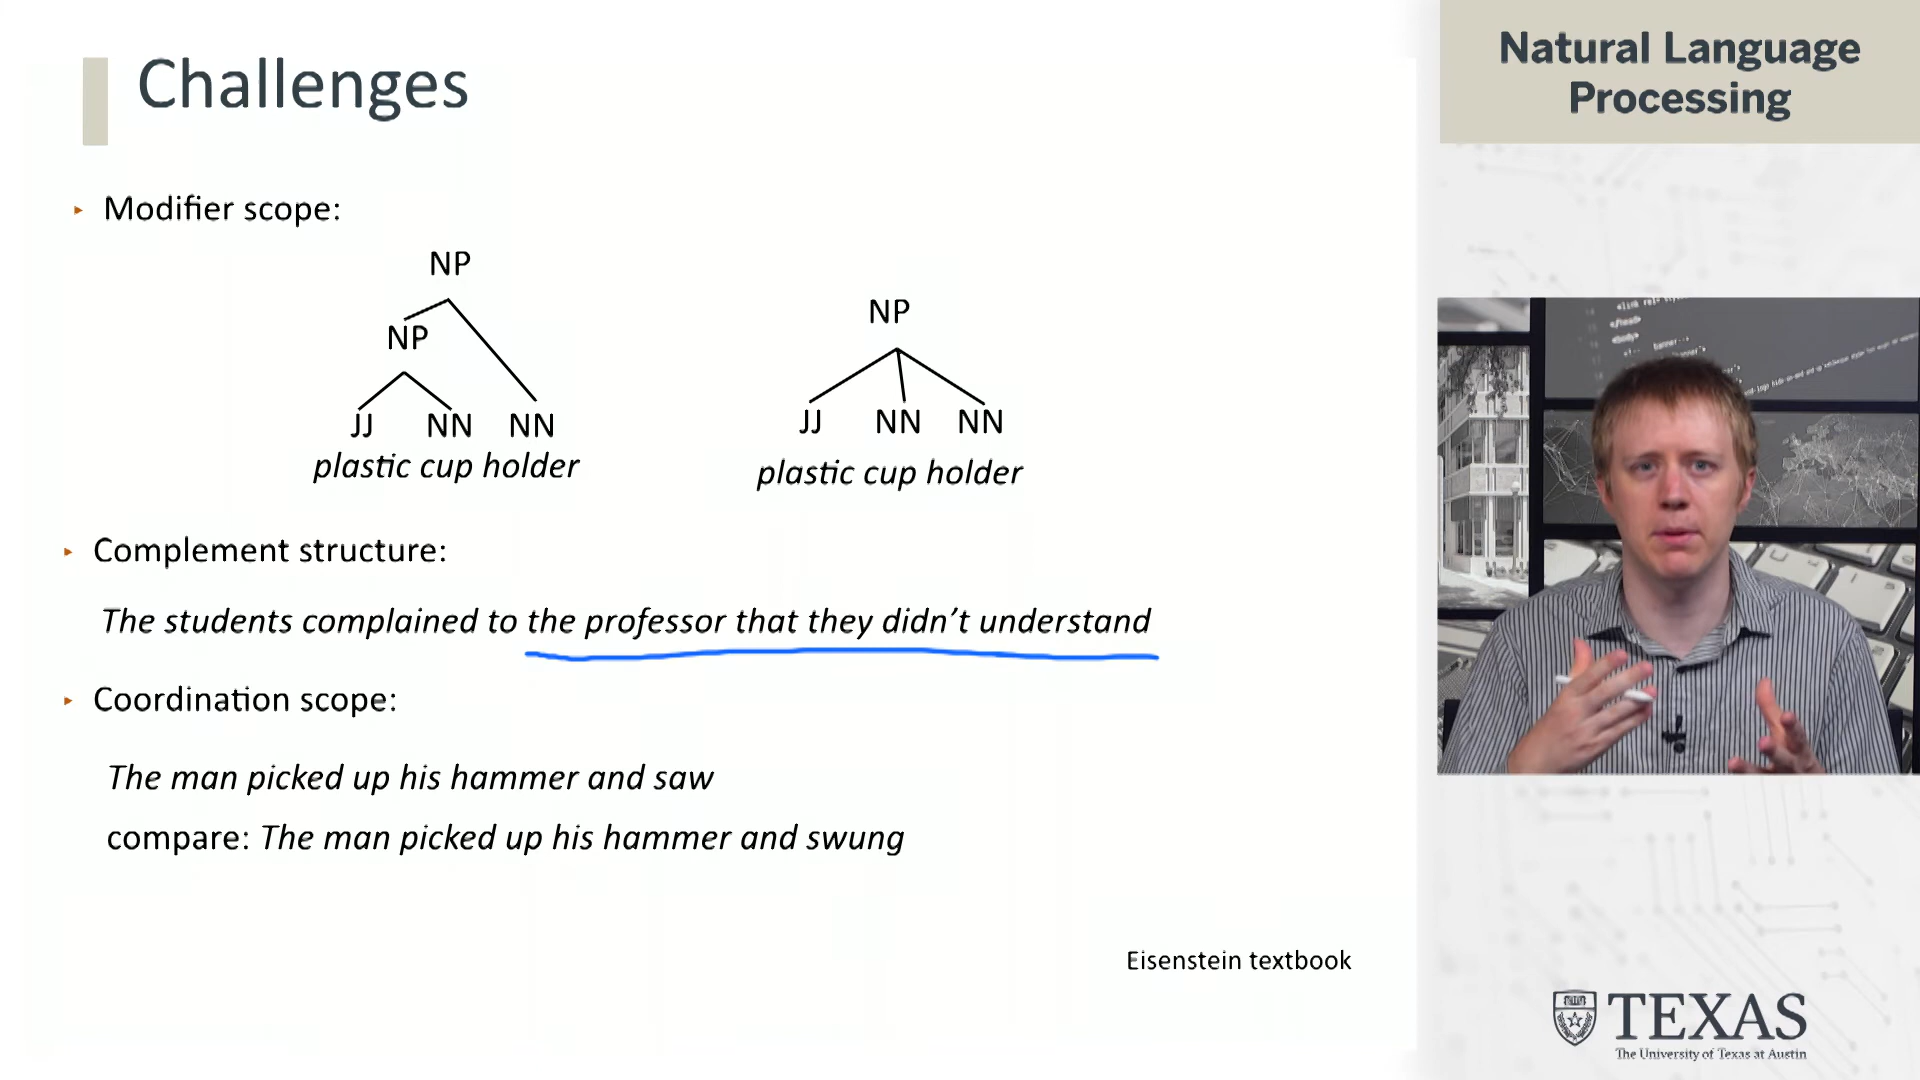 Challenges
Natural Language
Processing
Modifier scope:
NP
NP
NP
JJ NN NN
JJ NN NN
plastic cup holder
plastic cup holder
Complement structure:
The students complained to the professor that they didn’t understand
Coordination scope:
The man picked up his hammer and saw
compare: The man picked up his hammer and swung
Eisenstein textbook
TEXAS
The University of Texas at Austin